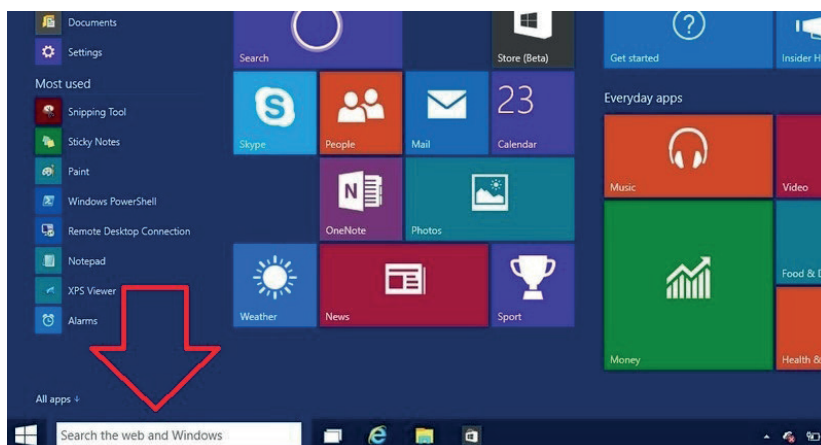 Documents
Settings
Most used
Snipping Tool
Sticky Notes
Paint
Windows PowerShell
Remote Desktop Connection
Notepad
XPS Viewer
Alarms
All apps
Search
Store (Beta)
Skype
People
Mail
23
Calendar
N
OneNote
Photos
Weather
News
Sport
Get started
Insider H
Everyday apps
Music
Video
Money
Food & D
Health &
Search the web and Windows